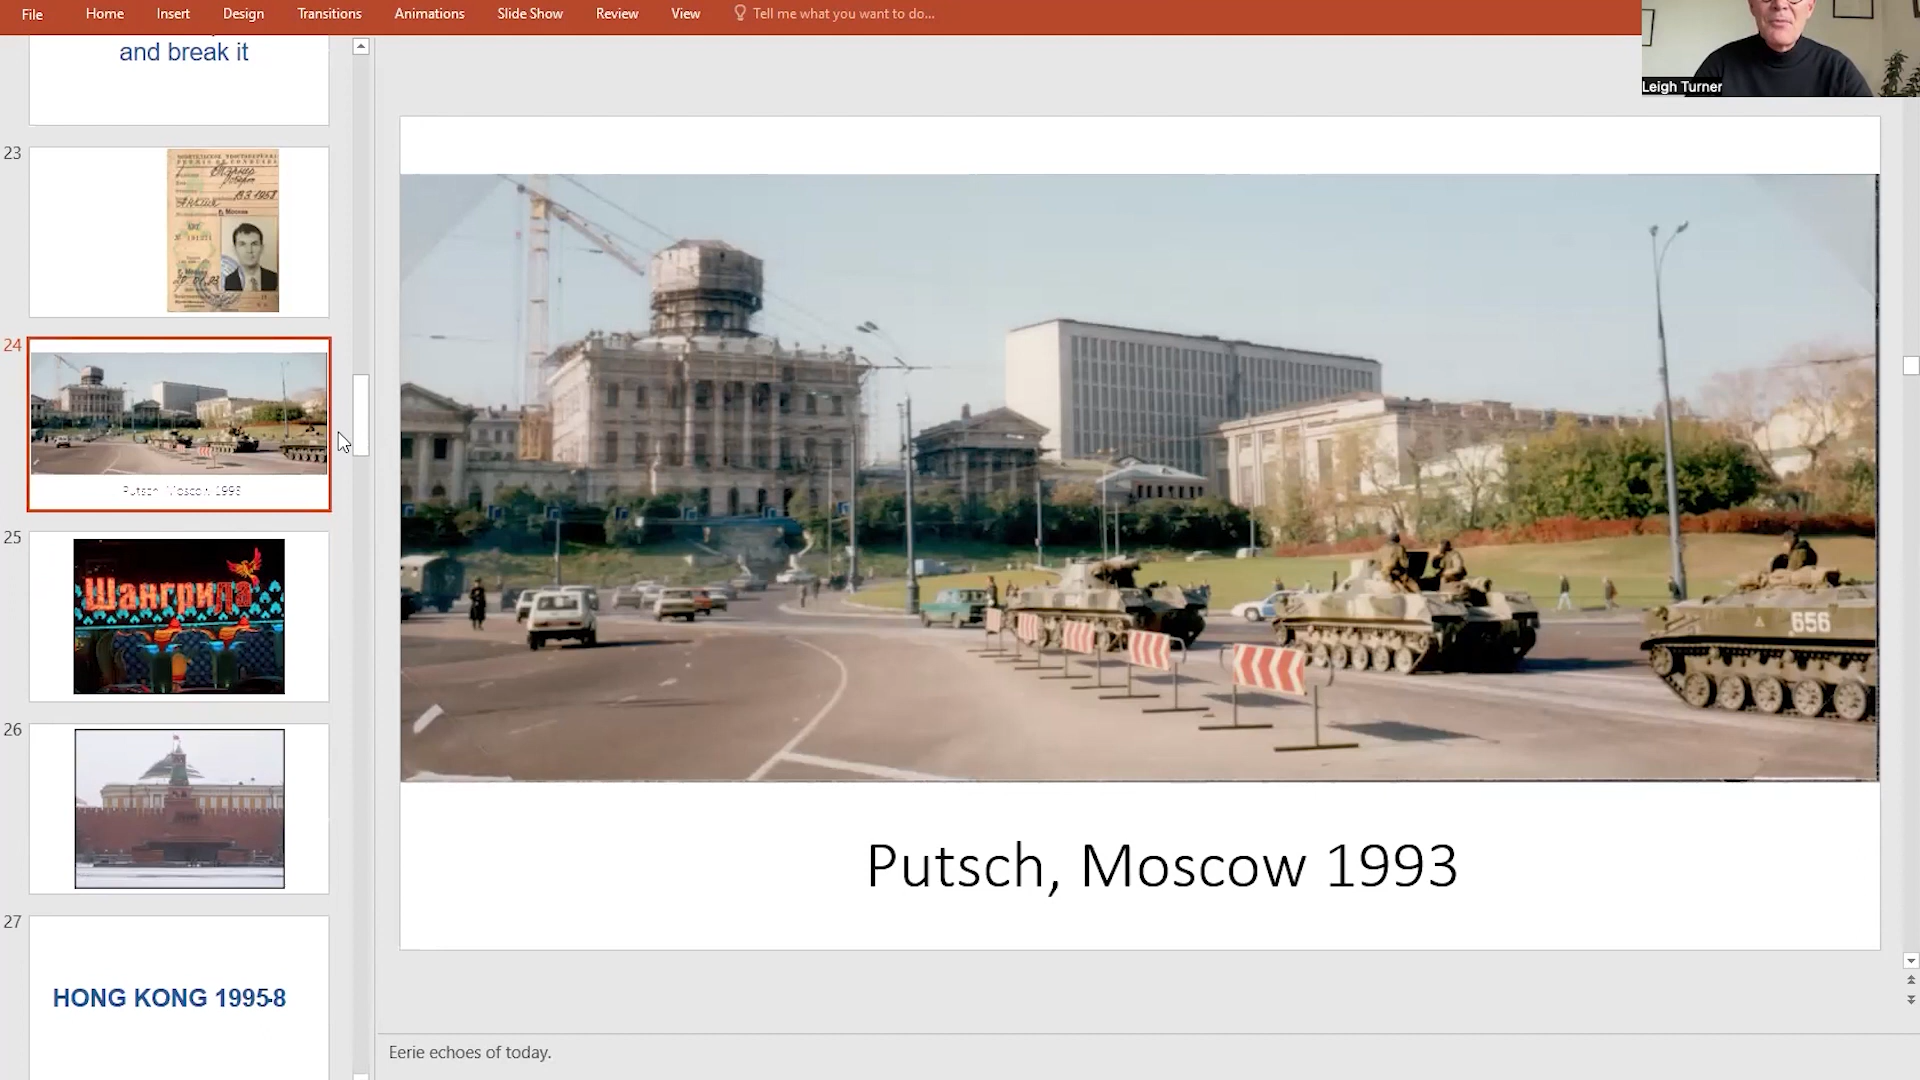 File Home Insert Design Transitions Animations Slide Show Review View Tell me what you want to do...
Leigh Turner
and break it
23
г. Москва
24
Putsch, Moscow 1993
25
Шангрила
26
27
HONG KONG 1995-8
656
Putsch, Moscow 1993
Eerie echoes of today.